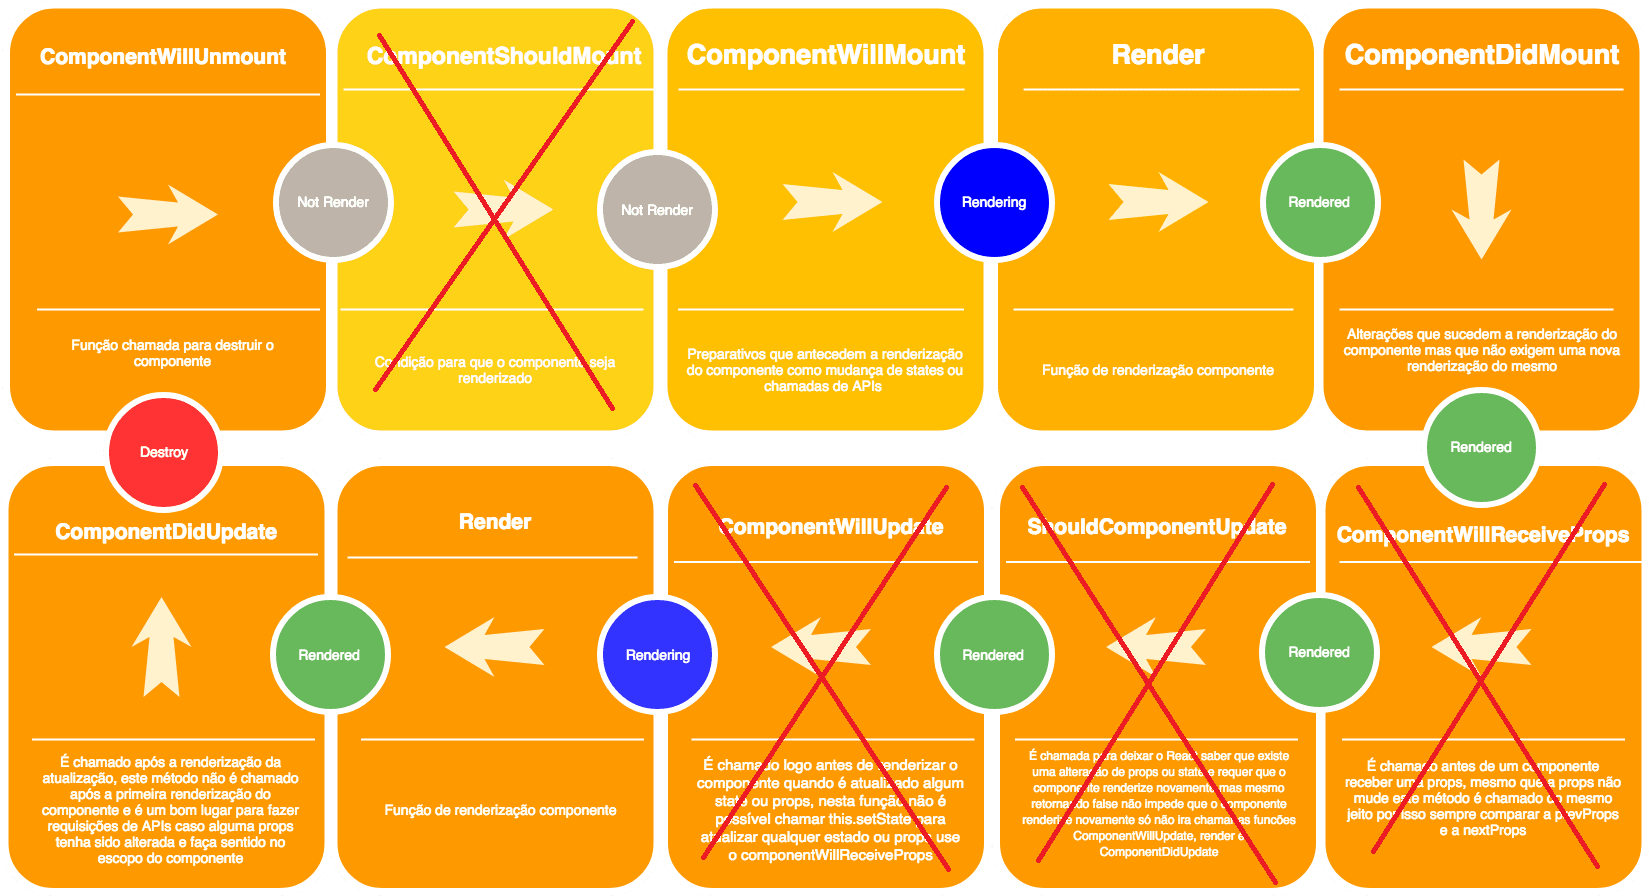 ComponentWillUnmount
Not Render
Função chamada para destruir o
componente
ComponentShouldMount
Not Render
Condição para que o componente seja
renderizado
ComponentWillMount
Rendering
Preparativos que antecedem a renderização
do componente como mudança de states ou
chamadas de APIs
Render
Rendered
Função de renderização componente
ComponentDidMount
Alterações que sucedem a renderização do
componente mas que não exigem uma nova
renderização do mesmo
Destroy
Rendered
ComponentDidUpdate
Rendered
É chamado após a renderização da
atualização, este método não é chamado
após a primeira renderização do
componente e é um bom lugar para fazer
requisições de APIs caso alguma props
tenha sido alterada e faça sentido no
escopo do componente
Render
Rendering
Função de renderização componente
ComponentWillUpdate
Rendered
É chamado logo antes de renderizar o
componente quando é atualizado algum
state ou props, nesta função não é
possível chamar this.setState para
atualizar qualquer estado ou props use
o componentWillReceiveProps
ShouldComponentUpdate
Rendered
É chamada para deixar o React saber que existe
uma alteração de props ou state e requer que o
componente renderize novamente mas mesmo
retornando false não impede que o componente
renderize novamente só não ira chamar as funcões
ComponentWillUpdate, render e
ComponentDidUpdate
ComponentWillReceiveProps
É chamado antes de um componente
receber uma props, mesmo que a props não
mude este método é chamado do mesmo
jeito por isso sempre comparar a prevProps
e a nextProps